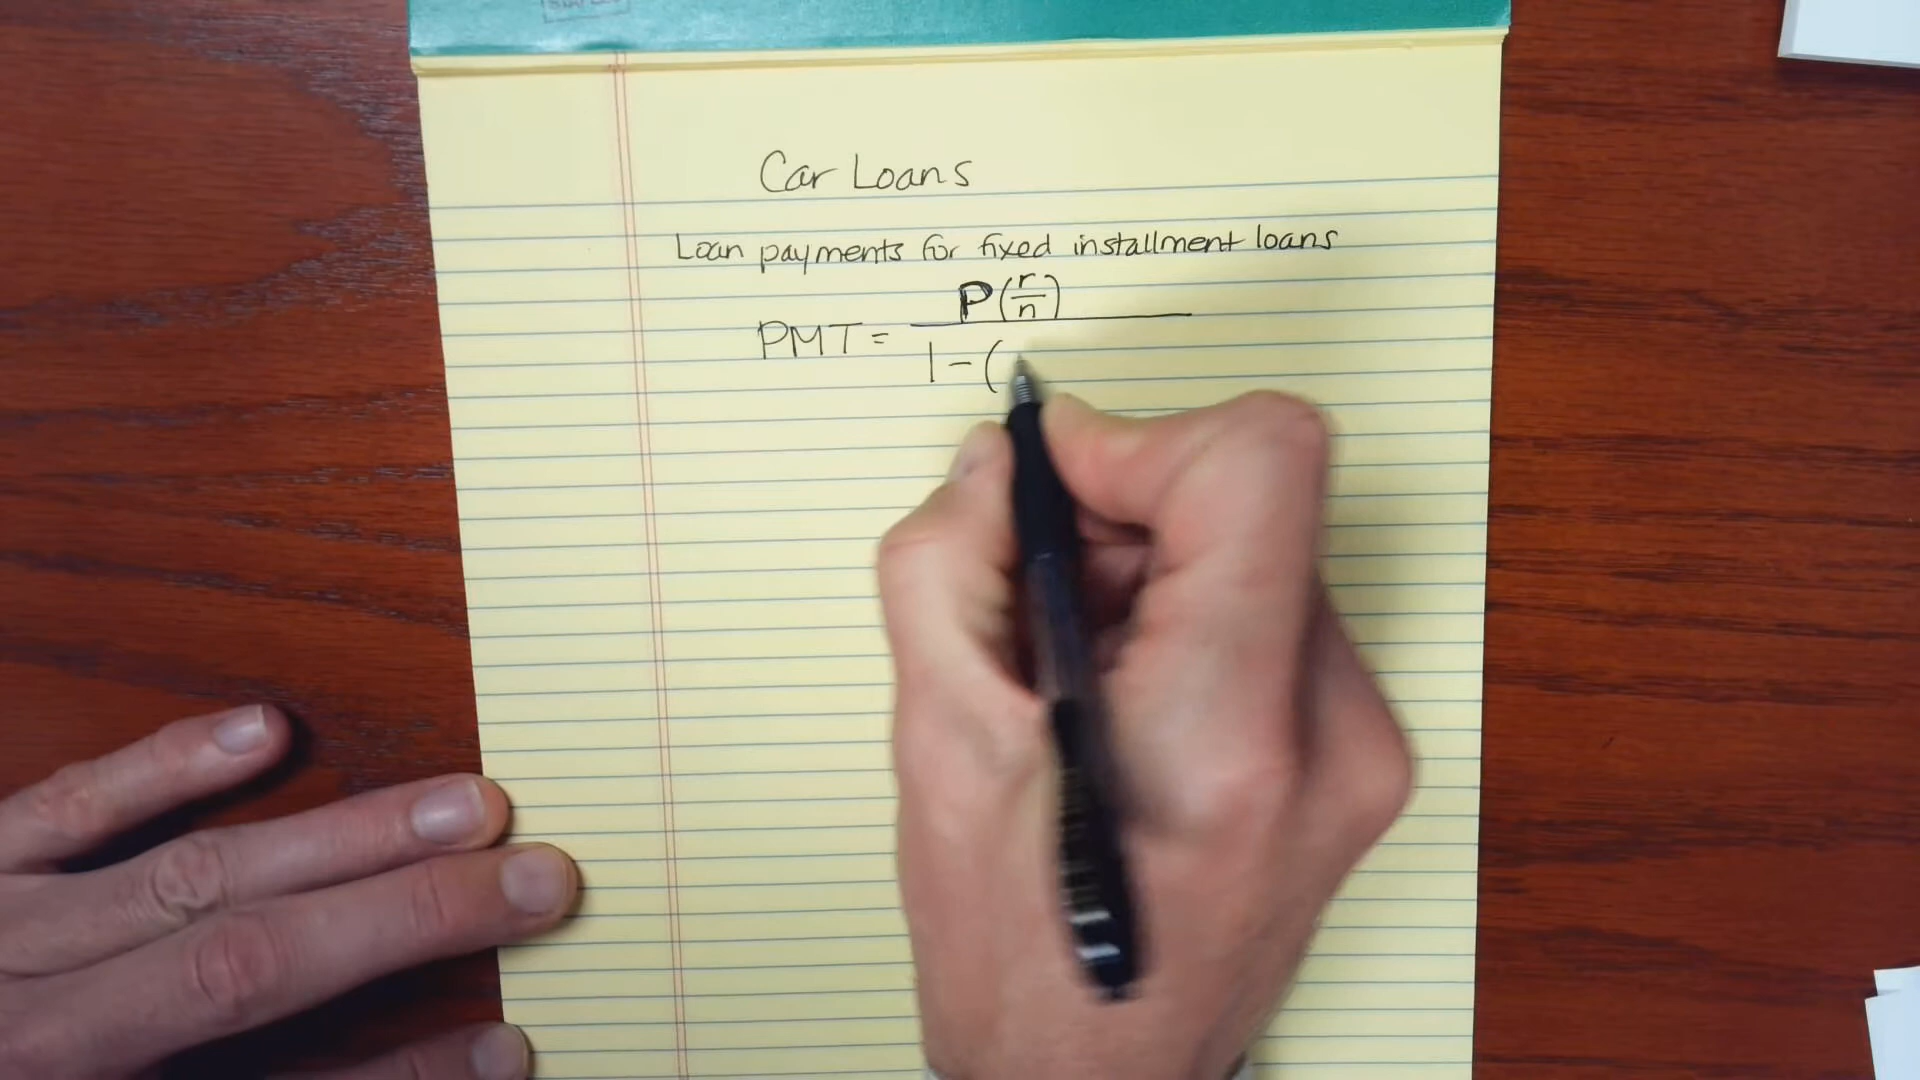 Car Loans
Loan payments for fixed installment loans
P(r/n)
PMT =
1 - (